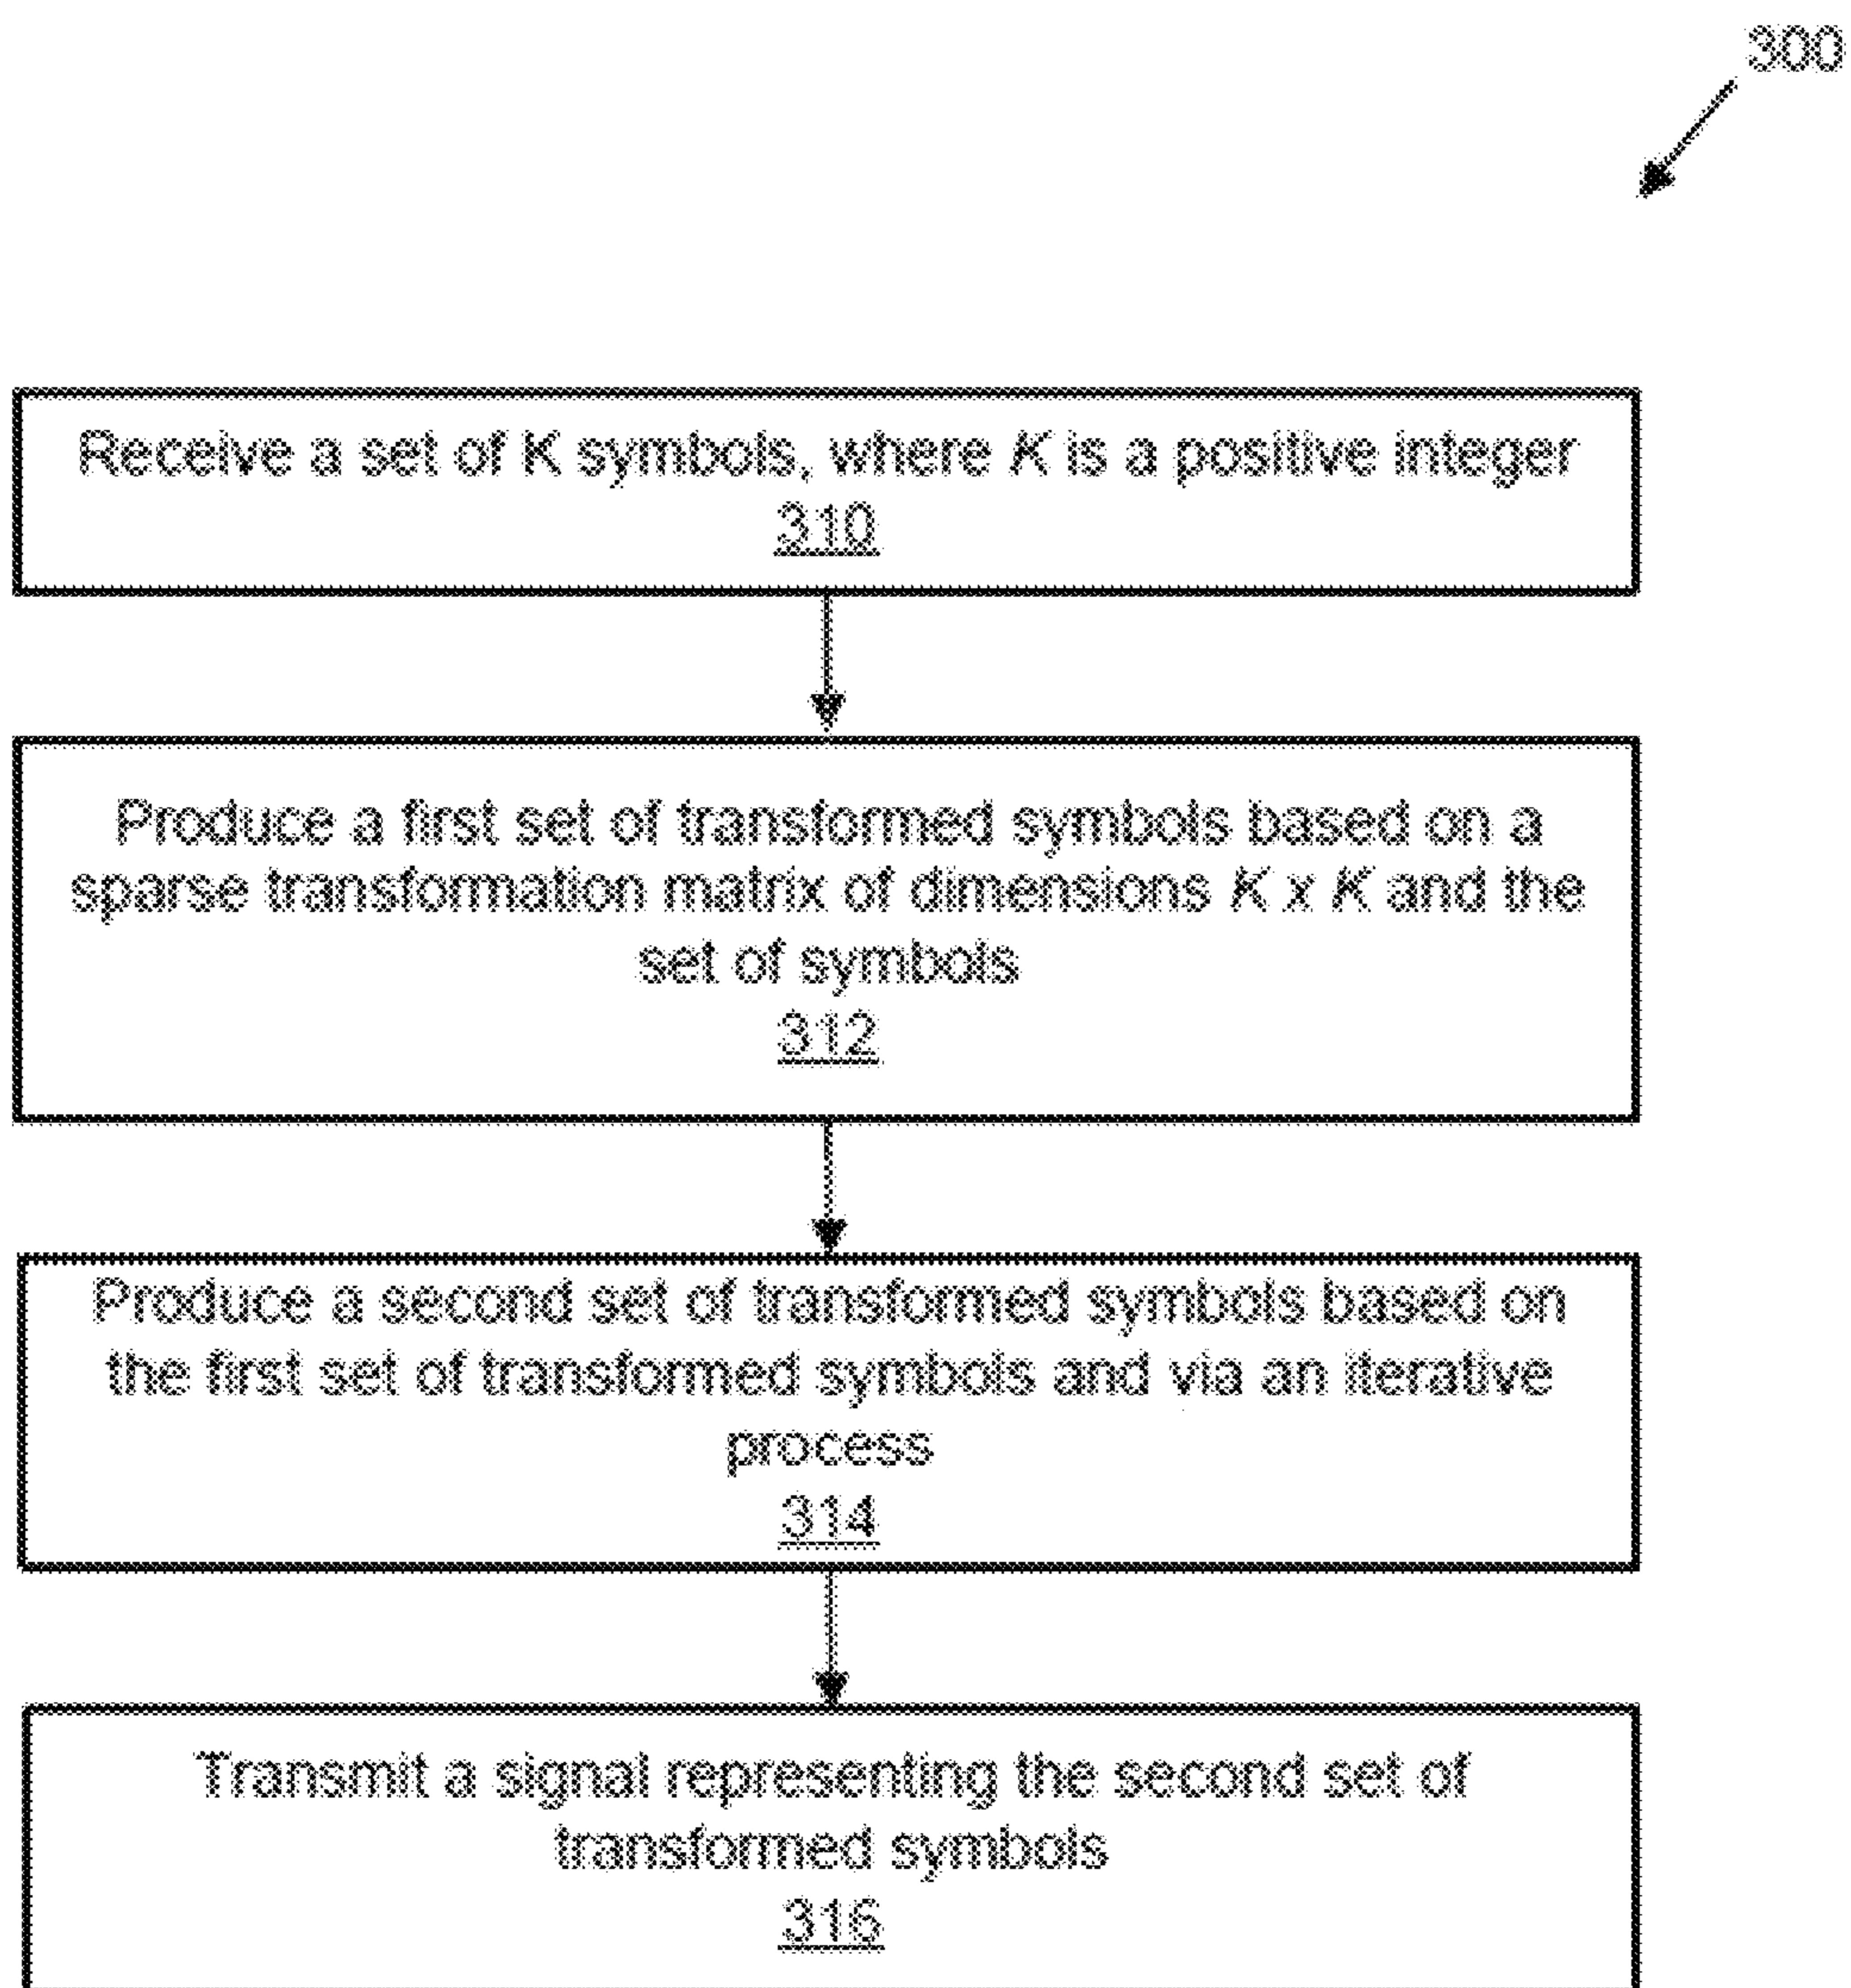 300
Receive a set of K symbols, where K is a positive integer
310
Produce a first set of transformed symbols based on a
sparse transformation matrix of dimensions K x K and the
set of symbols
312
Produce a second set of transformed symbols based on
the first set of transformed symbols and via an iterative
process
314
Transmit a signal representing the second set of
transformed symbols
316